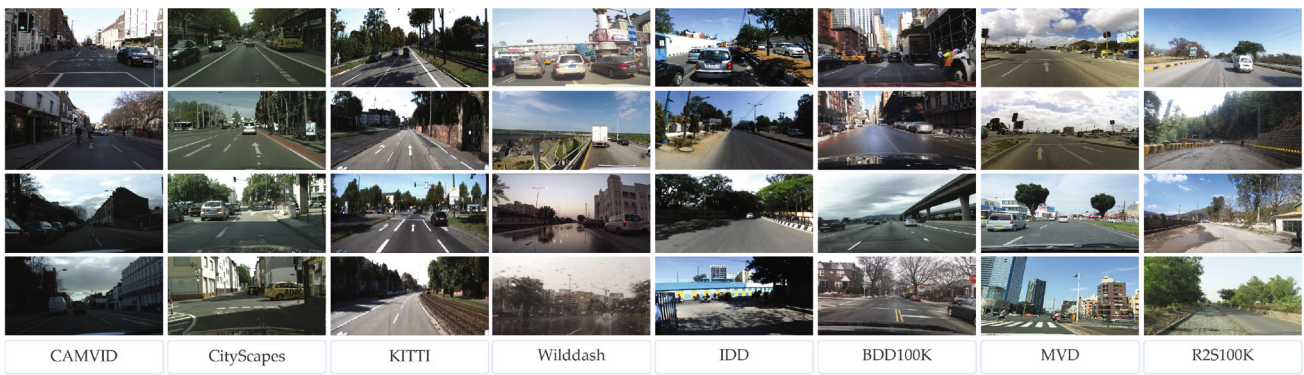 CAMVID
CityScapes
KITTI
Wilddash
IDD
BDD100K
MVD
R2S100K